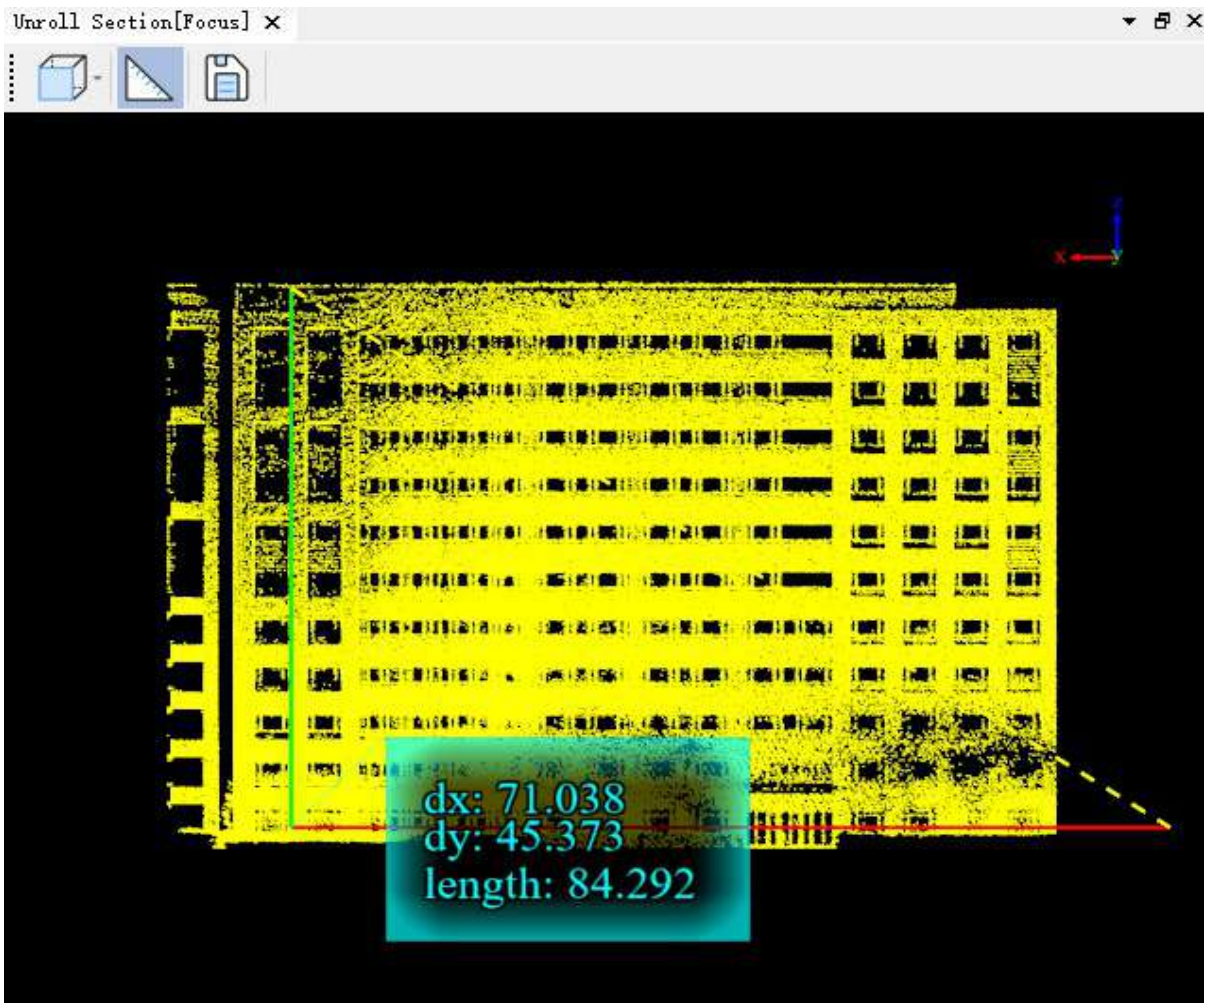 Unroll Section[Focus]
Z
X
y
dx: 71.038
dy: 45.373
length: 84.292